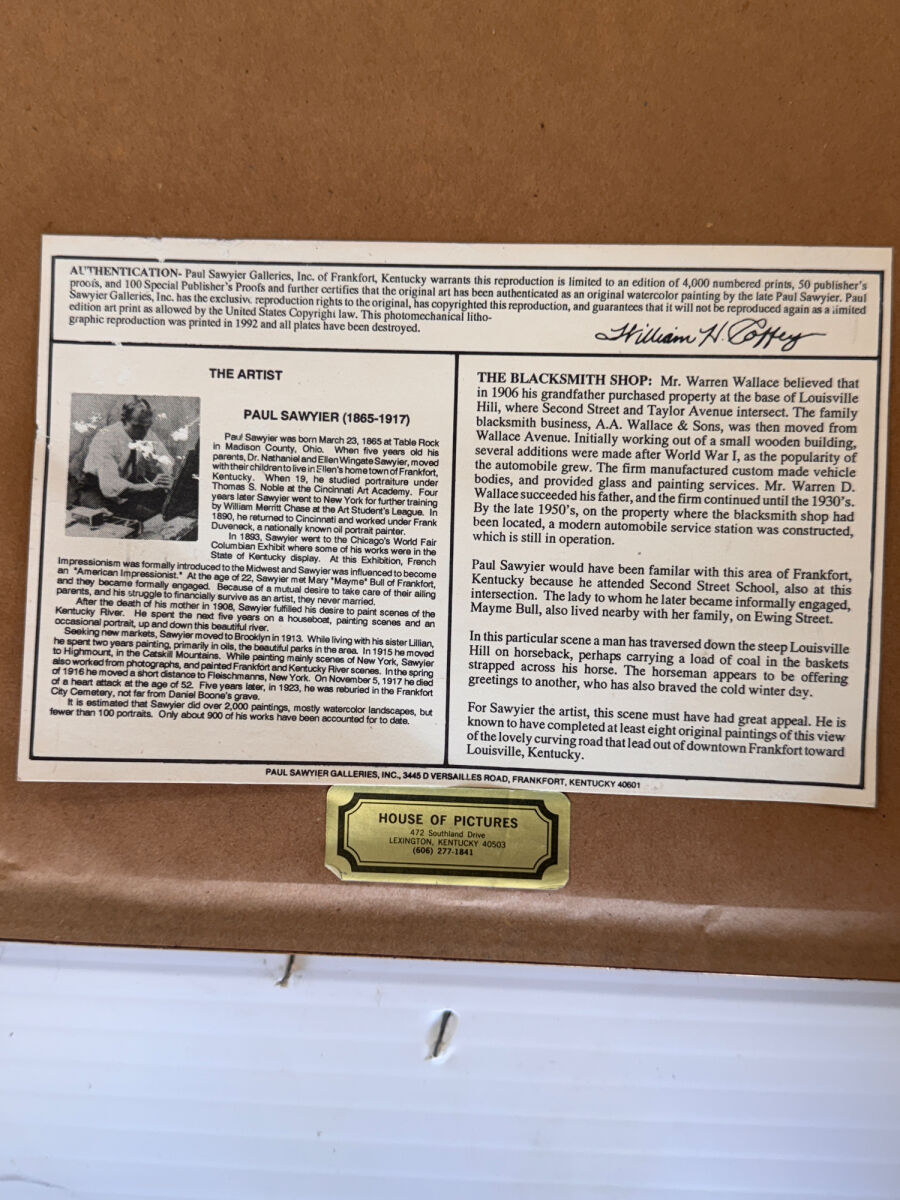 AUTHENTICATION- Paul Sawyier Galleries, Inc. of Frankfort, Kentucky warrants this reproduction is limited to an edition of 4,000 numbered prints, 50 publisher's
proofs, and 100 Special Publisher's Proofs and further certifies that the original art has been authenticated as an original watercolor painting by the late Paul Sawyier. Paul
Sawyier Galleries, Inc. has the exclusive reproduction rights to the original, has copyrighted this reproduction, and guarantees that it will not be reproduced again as a limited
edition art print as allowed by the United States Copyright law. This photomechanical litho-
graphic reproduction was printed in 1992 and all plates have been destroyed.
William H. Coffey
THE ARTIST
PAUL SAWYIER (1865-1917)
Paul Sawyier was born March 23, 1865 at Table Rock
in Madison County, Ohio. When five years old his
parents, Dr. Nathaniel and Ellen Wingate Sawyier, moved
with their children to live in Ellen's home town of Frankfort,
Kentucky. When 19, he studied portraiture under
Thomas S. Noble at the Cincinnati Art Academy. Four
years later Sawyier went to New York for further training
by William Merritt Chase at the Art Student's League. In
1890, he returned to Cincinnati and worked under Frank
Duveneck, a nationally known oil portrait painter.
In 1893, Sawyier went to the Chicago's World Fair
Columbian Exhibit where some of his works were in the
State of Kentucky display. At this Exhibition, French
Impressionism was formally introduced to the Midwest and Sawyier was influenced to become
an "American Impressionist." At the age of 22, Sawyier met Mary "Mayme" Bull of Frankfort,
and they became formally engaged. Because of a mutual desire to take care of their ailing
parents, and his struggle to financially survive as an artist, they never married.
After the death of his mother in 1908, Sawyier fulfilled his desire to paint scenes of the
Kentucky River. He spent the next five years on a houseboat, painting scenes and an
occasional portrait, up and down this beautiful river.
Seeking new markets, Sawyier moved to Brooklyn in 1913. While living with his sister Lillian,
he spent two years painting, primarily in oils, the beautiful parks in the area. In 1915 he moved
to Highmount, in the Catskill Mountains. While painting mainly scenes of New York, Sawyier
also worked from photographs, and painted Frankfort and Kentucky River scenes. In the spring
of 1916 he moved a short distance to Fleischmanns, New York. On November 5, 1917 he died
of a heart attack at the age of 52. Five years later, in 1923, he was reburied in the Frankfort
City Cemetery, not far from Daniel Boone's grave.
It is estimated that Sawyier did over 2,000 paintings, mostly watercolor landscapes, but
fewer than 100 portraits. Only about 900 of his works have been accounted for to date.
THE BLACKSMITH SHOP: Mr. Warren Wallace believed that
in 1906 his grandfather purchased property at the base of Louisville
Hill, where Second Street and Taylor Avenue intersect. The family
blacksmith business, A.A. Wallace & Sons, was then moved from
Wallace Avenue. Initially working out of a small wooden building,
several additions were made after World War I, as the popularity of
the automobile grew. The firm manufactured custom made vehicle
bodies, and provided glass and painting services. Mr. Warren D.
Wallace succeeded his father, and the firm continued until the 1930's.
By the late 1950's, on the property where the blacksmith shop had
been located, a modern automobile service station was constructed,
which is still in operation.
Paul Sawyier would have been familar with this area of Frankfort,
Kentucky because he attended Second Street School, also at this
intersection. The lady to whom he later became informally engaged,
Mayme Bull, also lived nearby with her family, on Ewing Street.
In this particular scene a man has traversed down the steep Louisville
Hill on horseback, perhaps carrying a load of coal in the baskets
strapped across his horse. The horseman appears to be offering
greetings to another, who has also braved the cold winter day.
For Sawyier the artist, this scene must have had great appeal. He is
known to have completed at least eight original paintings of this view
of the lovely curving road that lead out of downtown Frankfort toward
Louisville, Kentucky.
PAUL SAWYIER GALLERIES, INC., 3445 D VERSAILLES ROAD, FRANKFORT, KENTUCKY 40601
HOUSE OF PICTURES
472 Southland Drive
LEXINGTON, KENTUCKY 40503
(606) 277-1841